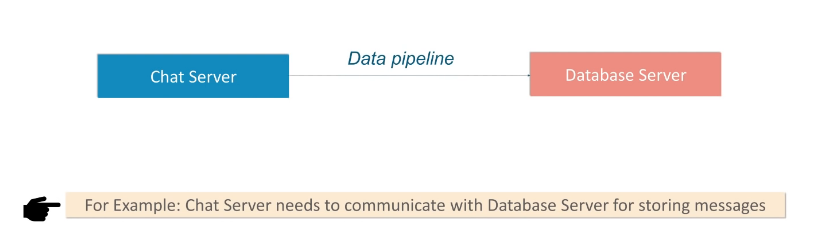 Data pipeline
Chat Server
Database Server
For Example: Chat Server needs to communicate with Database Server for storing messages